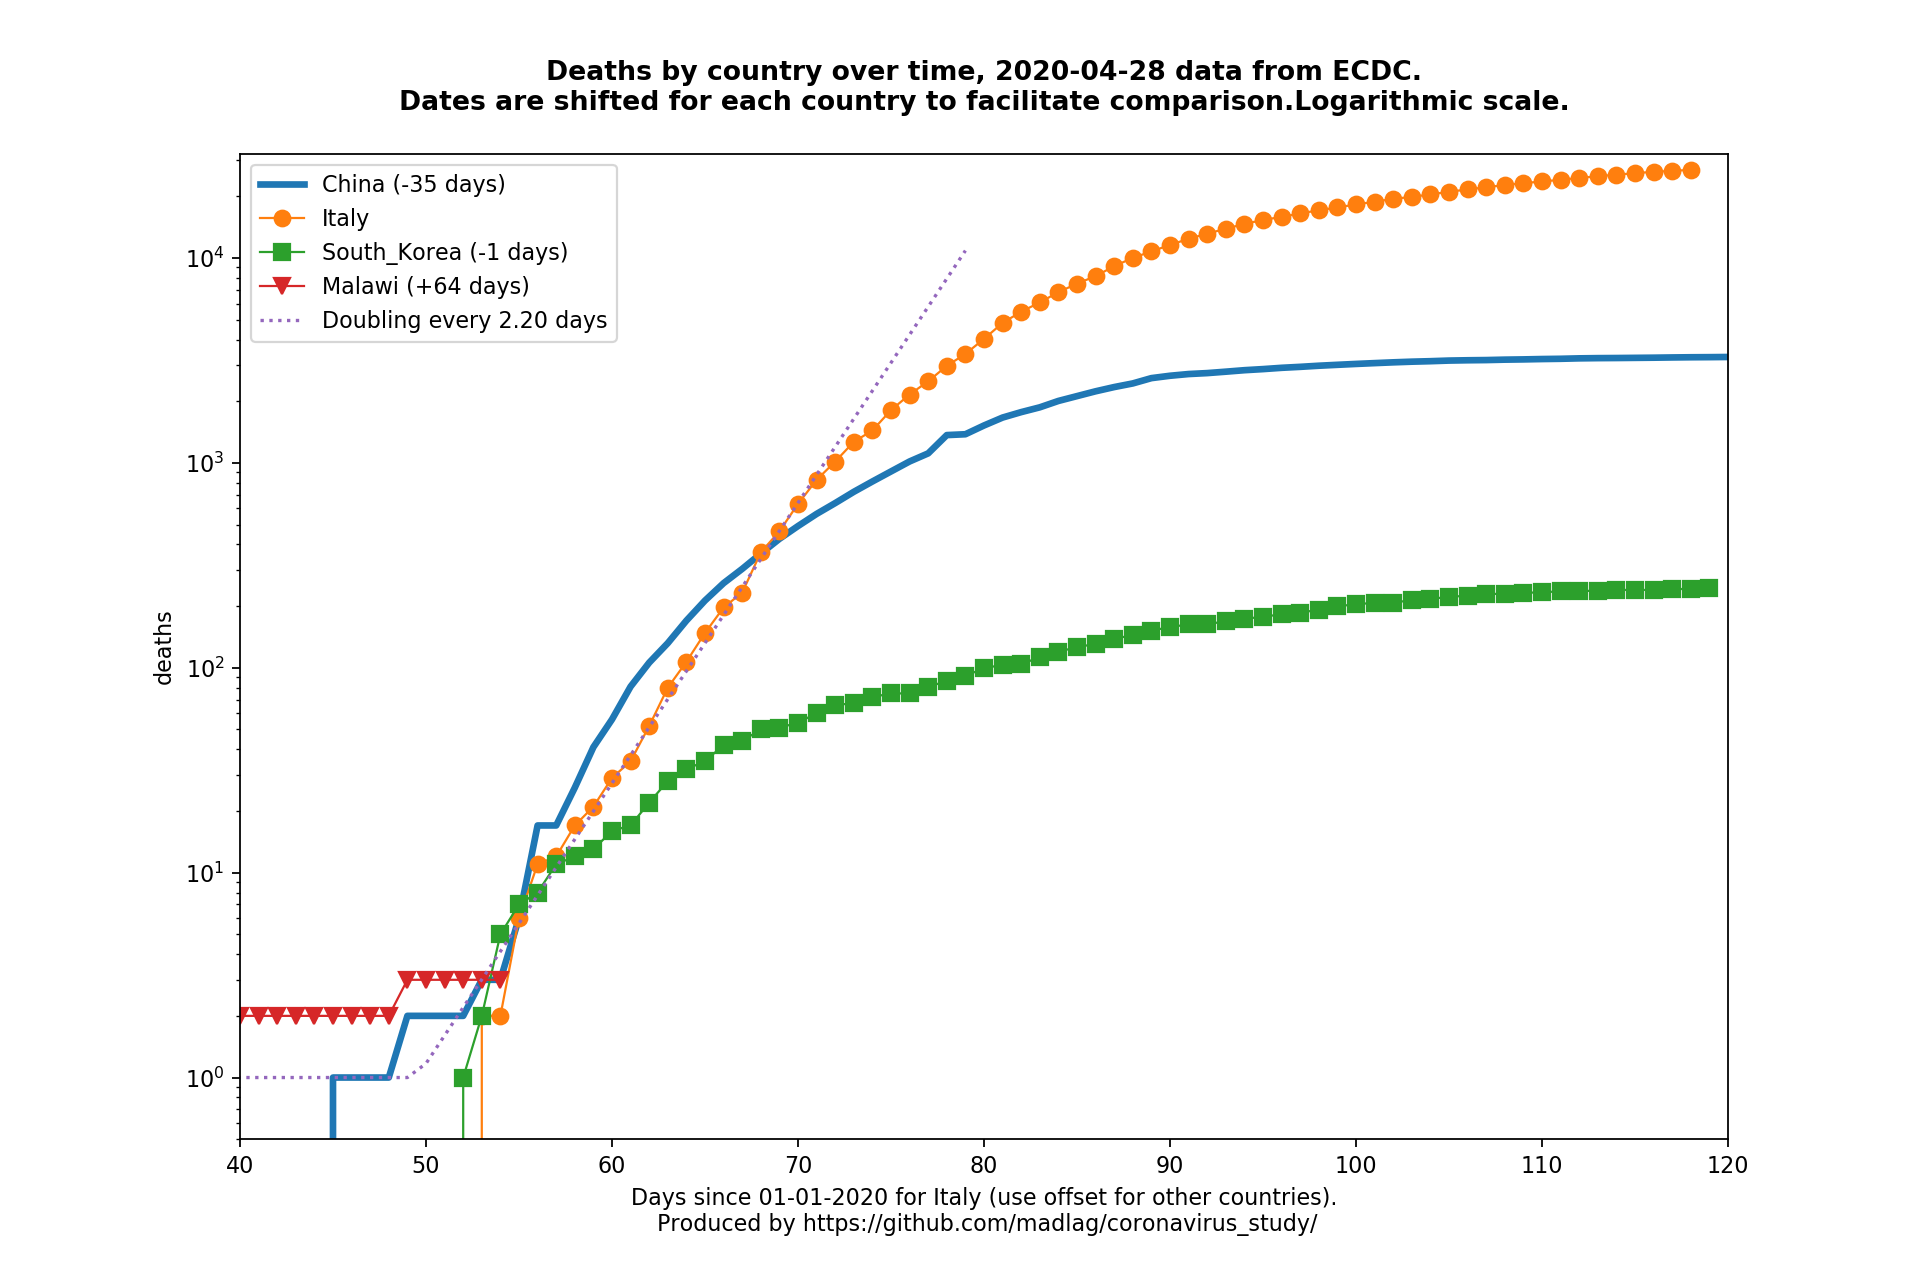 Deaths by country over time, 2020-04-28 data from ECDC.
Dates are shifted for each country to facilitate comparison.Logarithmic scale.
China (-35 days)
Italy
South_Korea (-1 days)
Malawi (+64 days)
Doubling every 2.20 days
deaths
10⁴
10³
10²
10¹
10⁰
40 50 60 70 80 90 100 110 120
Days since 01-01-2020 for Italy (use offset for other countries).
Produced by https://github.com/madlag/coronavirus_study/